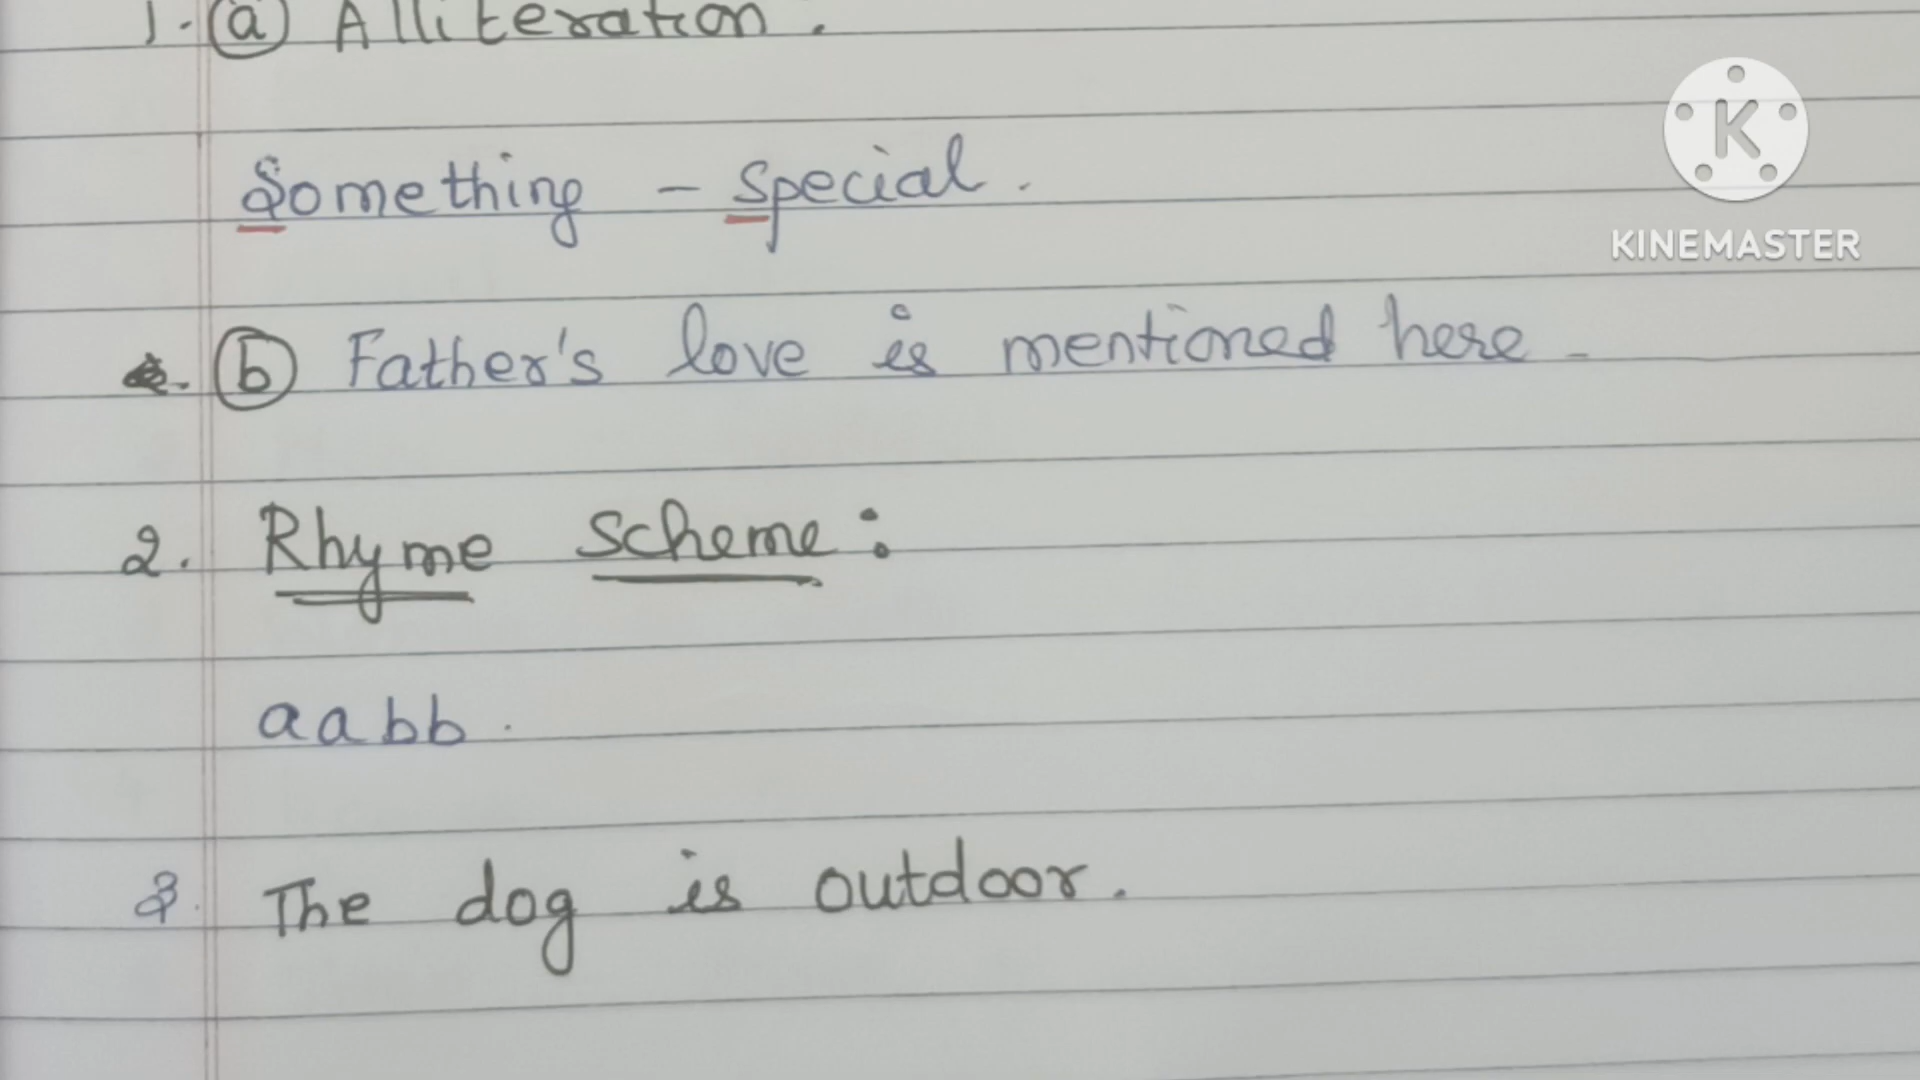 1. (a) Alliteration.
Something - Special.
(b) Father's love is mentioned here -
2. Rhyme scheme:
aabb.
3. The dog is outdoor.
K
KINEMASTER